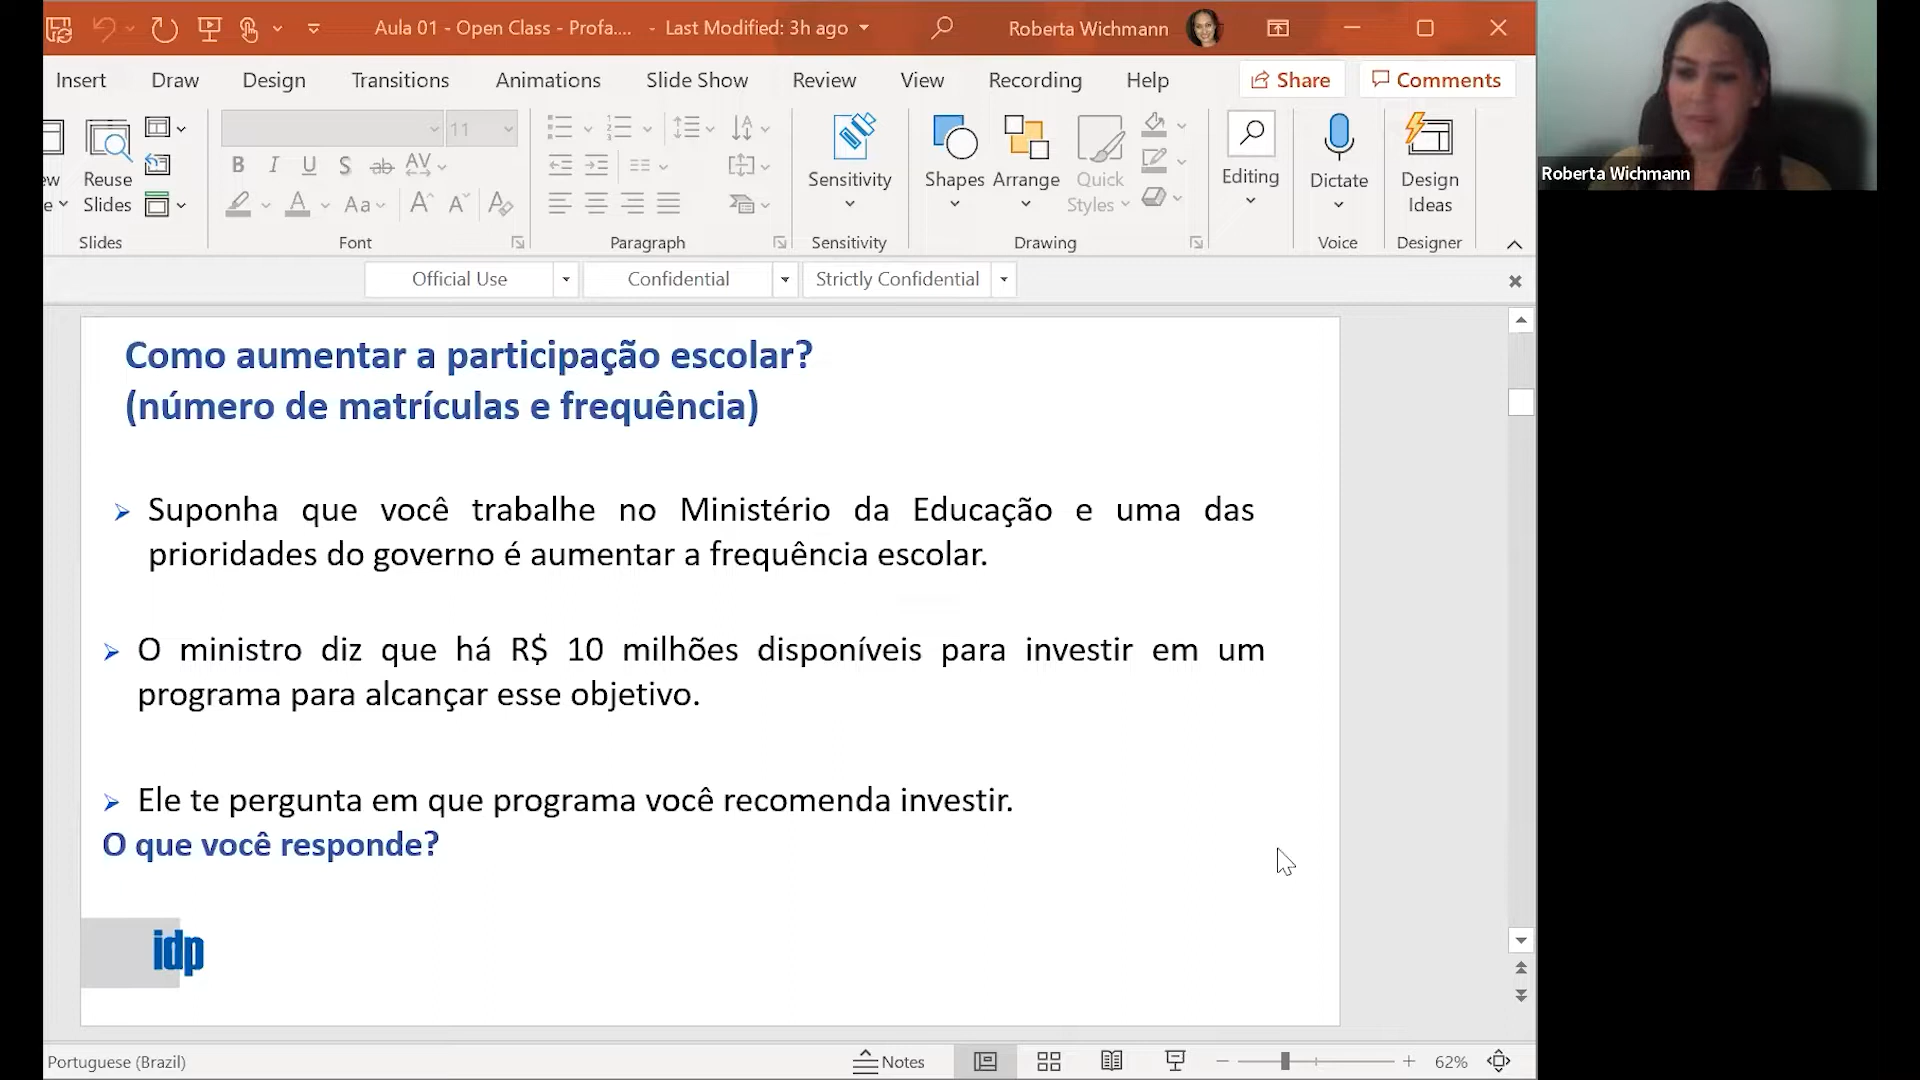 Aula 01 - Open Class - Profa.... - Last Modified: 3h ago
Roberta Wichmann
Insert Draw Design Transitions Animations Slide Show Review View Recording Help Share Comments
11
B I U S ab AV
Aa A A A
Reuse
Slides
Sensitivity
Shapes Arrange Quick
Styles
Editing
Dictate
Design
Ideas
Slides Font Paragraph Sensitivity Drawing Voice Designer
Official Use Confidential Strictly Confidential
Como aumentar a participação escolar?
(número de matrículas e frequência)
Suponha que você trabalhe no Ministério da Educação e uma das
prioridades do governo é aumentar a frequência escolar.
O ministro diz que há R$ 10 milhões disponíveis para investir em um
programa para alcançar esse objetivo.
Ele te pergunta em que programa você recomenda investir.
O que você responde?
idp
Portuguese (Brazil) Notes 62%
Roberta Wichmann